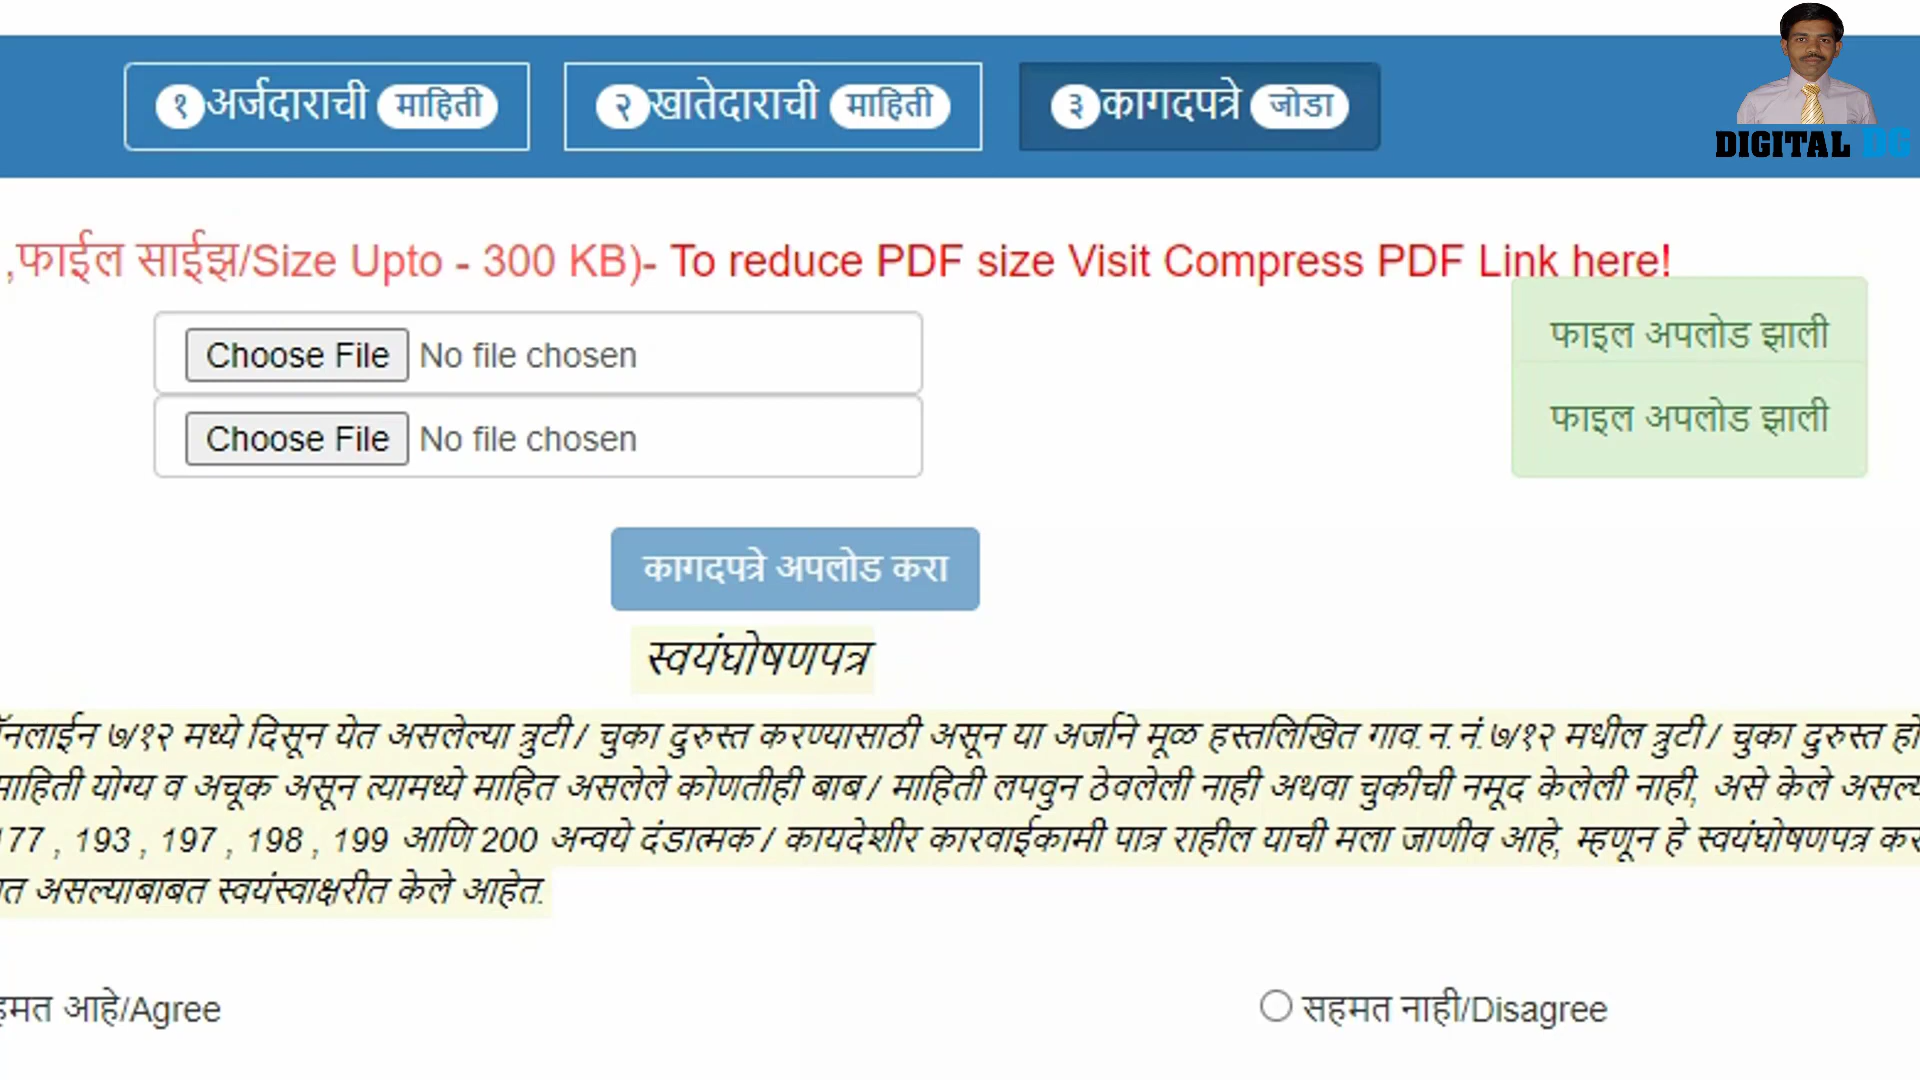 १ अर्जदाराची माहिती २ खातेदाराची माहिती ३ कागदपत्रे जोडा
DIGITAL DG
,फाईल साईझ/Size Upto - 300 KB)- To reduce PDF size Visit Compress PDF Link here!
Choose File No file chosen फाइल अपलोड झाली
Choose File No file chosen फाइल अपलोड झाली
कागदपत्रे अपलोड करा
स्वयंघोषणपत्र
नलाईन ७/१२ मध्ये दिसून येत असलेल्या त्रुटी/ चुका दुरुस्त करण्यासाठी असून या अर्जाने मूळ हस्तलिखित गाव.न.नं.७/१२ मधील त्रुटी/ चुका दुरुस्त हो
माहिती योग्य व अचूक असून त्यामध्ये माहित असलेले कोणतीही बाब/ माहिती लपवुन ठेवलेली नाही अथवा चुकीची नमूद केलेली नाही, असे केले
177 , 193 , 197 , 198 , 199 आणि 200 अन्वये दंडात्मक/ कायदेशीर कारवाईकामी पात्र राहील याची मला जाणीव आहे, म्हणून हे स्वयंघोषणपत्र
त असल्याबाबत स्वयंस्वाक्षरीत केले आहेत.
हमत आहे/Agree सहमत नाही/Disagree